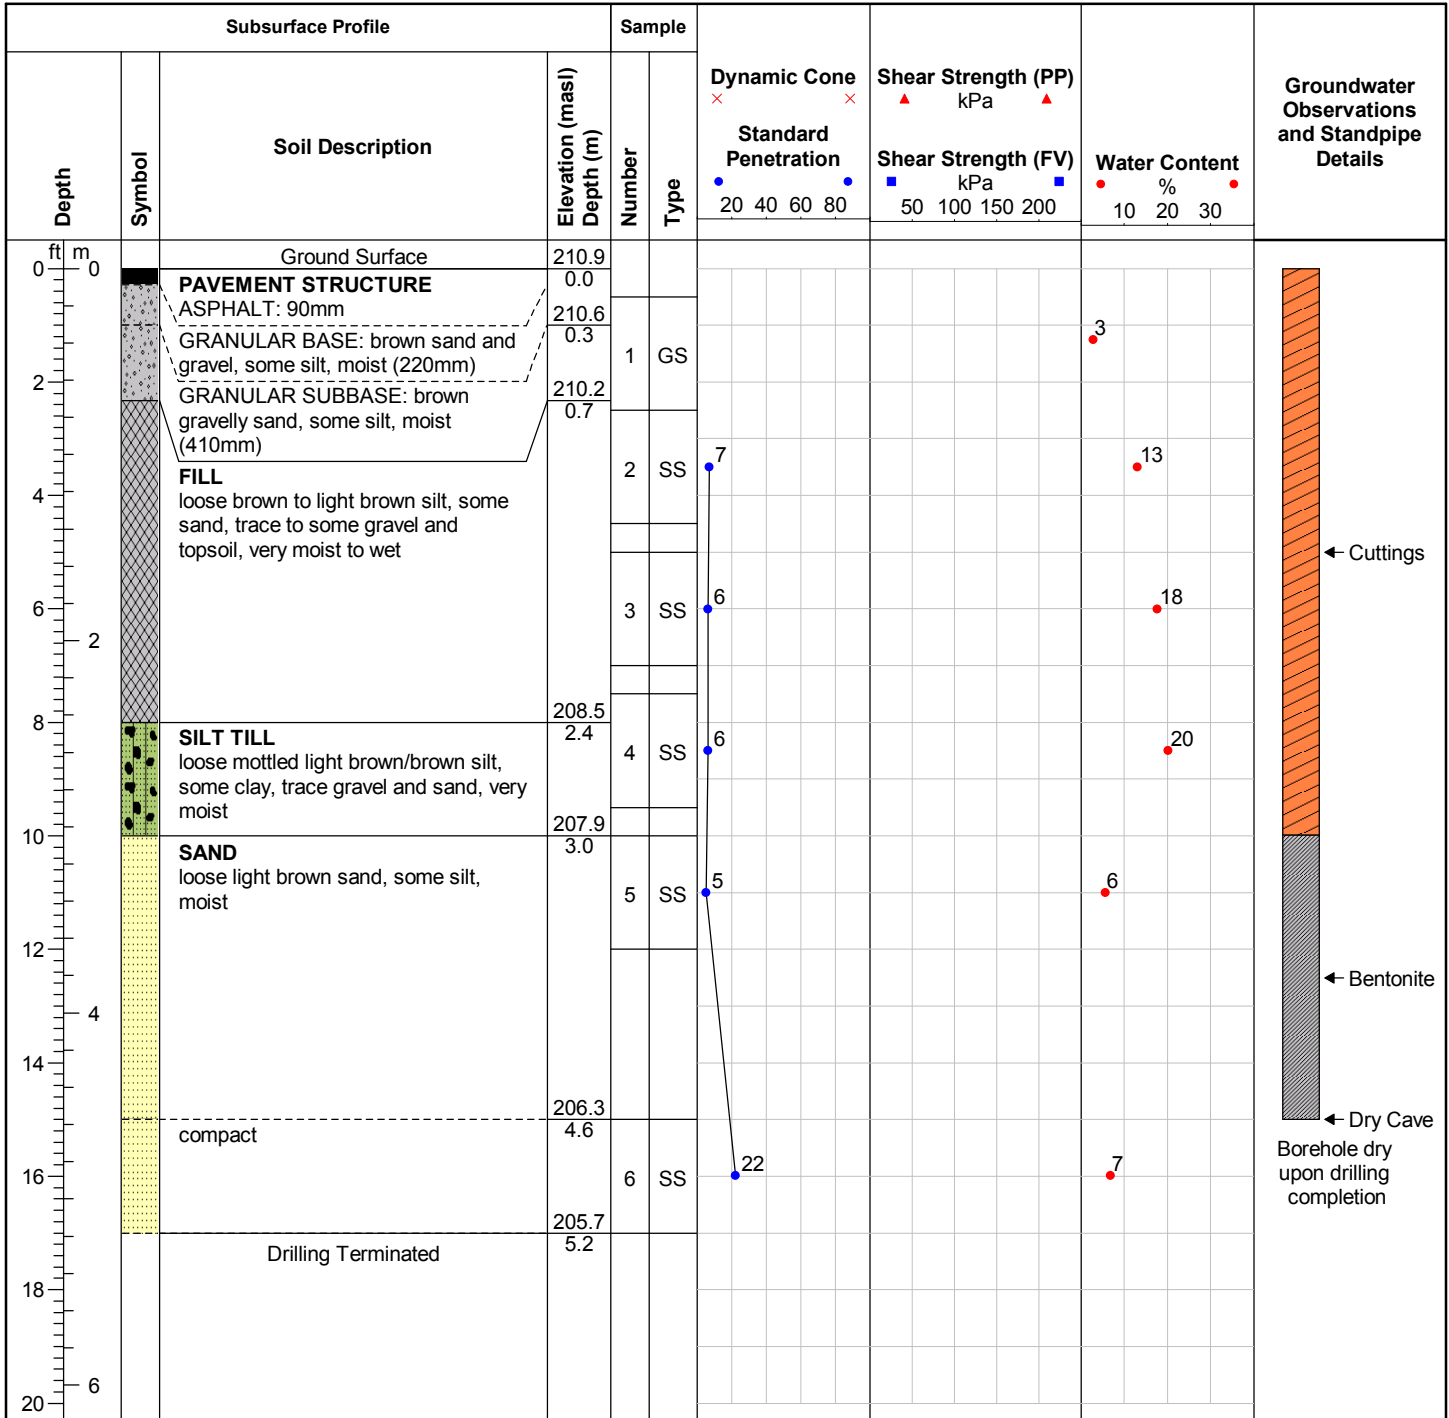 Subsurface Profile
Sample
Depth
Symbol
Soil Description
Elevation (masl)
Depth (m)
Number
Type
Dynamic Cone
Standard
Penetration
20 40 60 80
Shear Strength (PP)
kPa
Shear Strength (FV)
kPa
50 100 150 200
Water Content
%
10 20 30
Groundwater
Observations
and Standpipe
Details
ft m
0 0
2
4
6
2
8
10
12
4
14
16
18
6
20
Ground Surface
210.9
0.0
PAVEMENT STRUCTURE
ASPHALT: 90mm
210.6
0.3
GRANULAR BASE: brown sand and
gravel, some silt, moist (220mm)
210.2
0.7
GRANULAR SUBBASE: brown
gravelly sand, some silt, moist
(410mm)
FILL
loose brown to light brown silt, some
sand, trace to some gravel and
topsoil, very moist to wet
208.5
2.4
SILT TILL
loose mottled light brown/brown silt,
some clay, trace gravel and sand, very
moist
207.9
3.0
SAND
loose light brown sand, some silt,
moist
206.3
4.6
compact
205.7
5.2
Drilling Terminated
1 GS
3
2 SS
7
13
3 SS
6
18
4 SS
6
20
5 SS
5
6
6 SS
22
7
Cuttings
Bentonite
Dry Cave
Borehole dry
upon drilling
completion